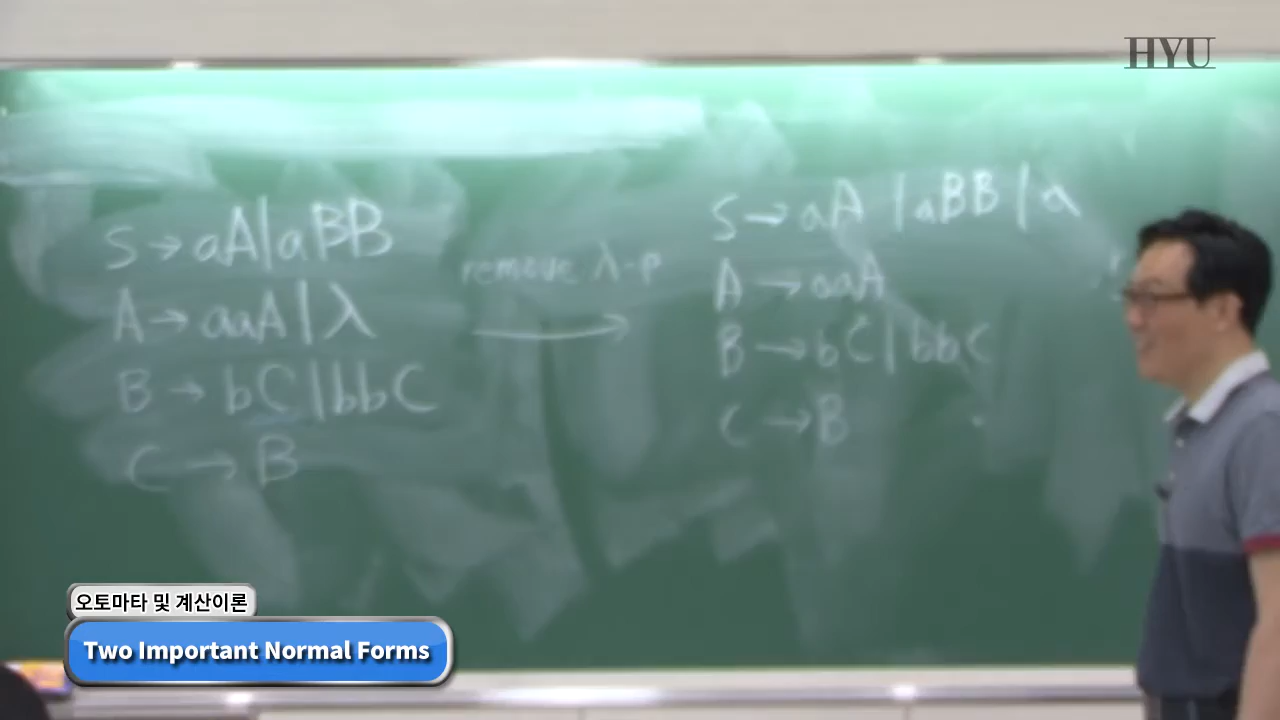 HYU
S → aA | aBB
A → aaA | λ
B → bC | bbC
C → B
remove λ-p
S → aA | aBB | a
A → aaA
B → bC | bbC
C → B
오토마타 및 계산이론
Two Important Normal Forms